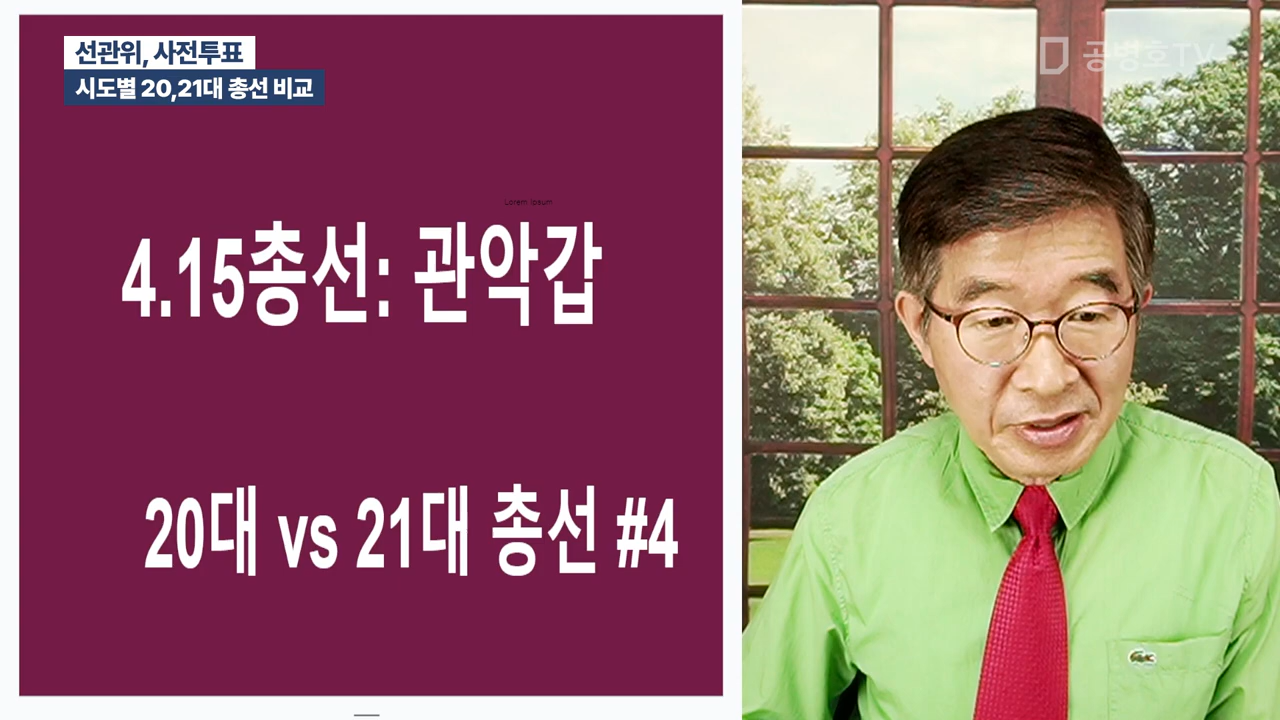 선관위, 사전투표
시도별 20,21대 총선 비교
공병호TV
Lorem ipsum
4.15총선: 관악갑
20대 vs 21대 총선 #4